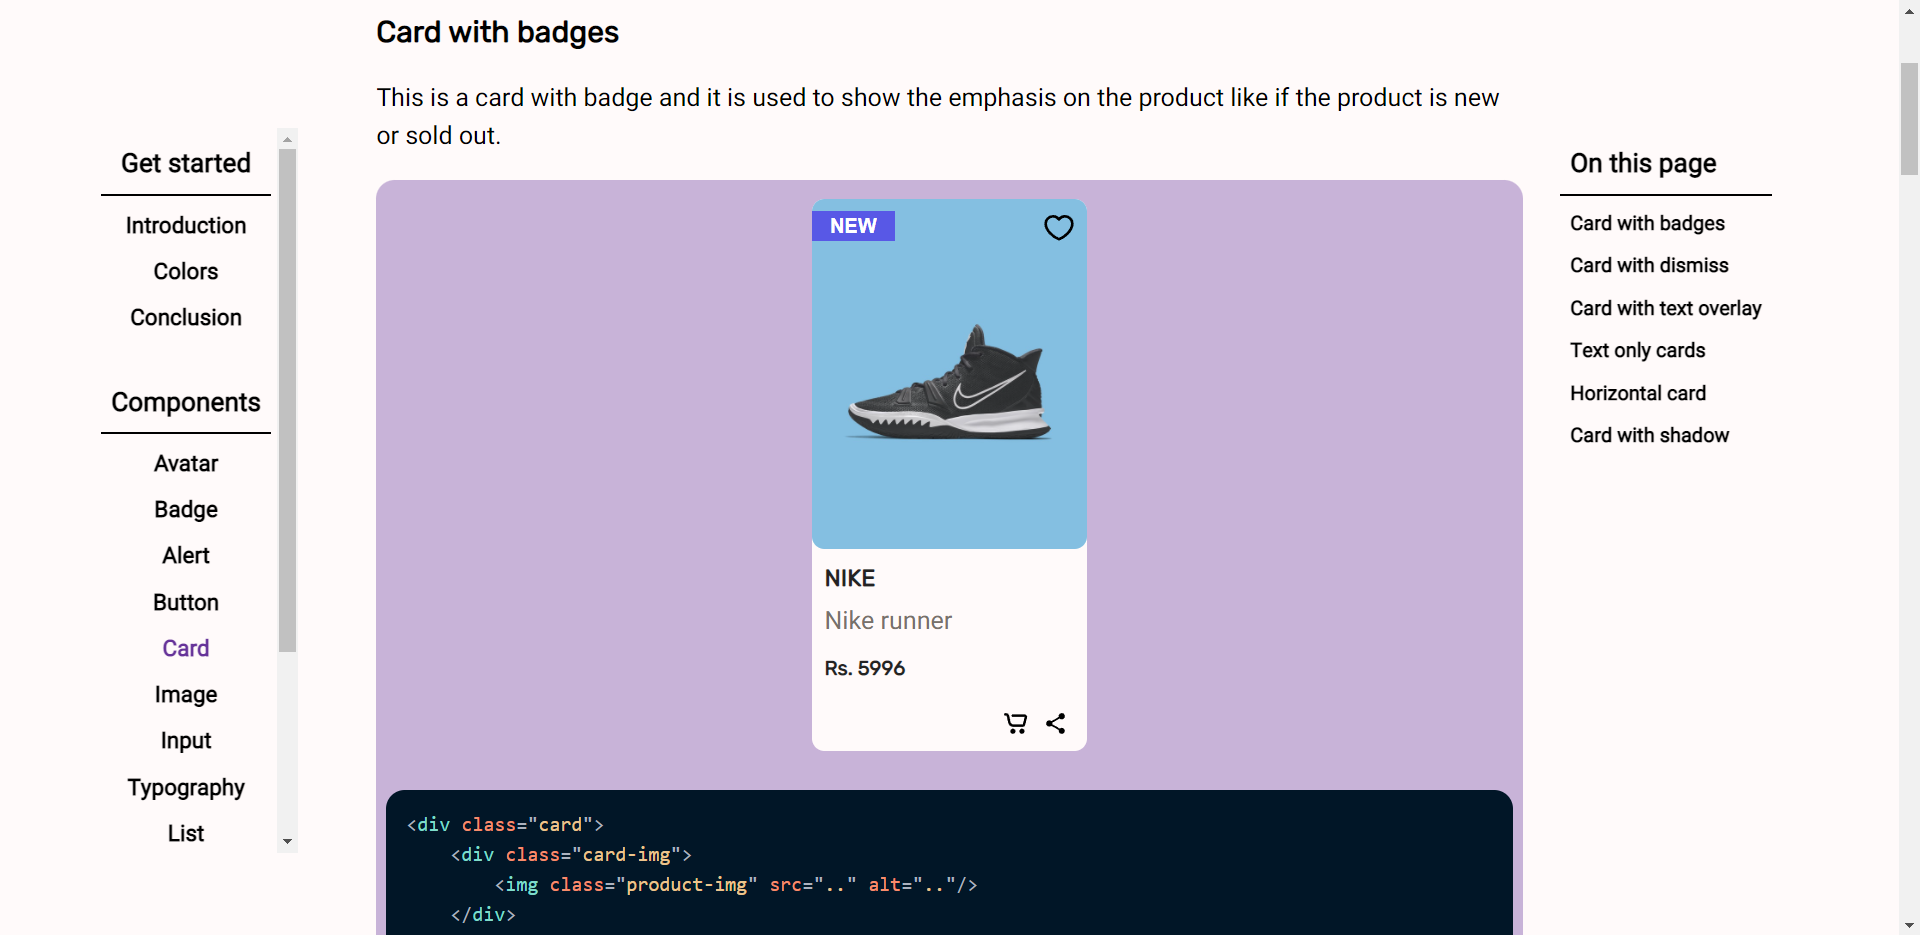 Card with badges
This is a card with badge and it is used to show the emphasis on the product like if the product is new
or sold out.
Get started
Introduction
Colors
Conclusion
Components
Avatar
Badge
Alert
Button
Card
Image
Input
Typography
List
NEW
NIKE
Nike runner
Rs. 5996
<div class="card">
    <div class="card-img">
        <img class="product-img" src=".." alt=".."/>
    </div>
On this page
Card with badges
Card with dismiss
Card with text overlay
Text only cards
Horizontal card
Card with shadow